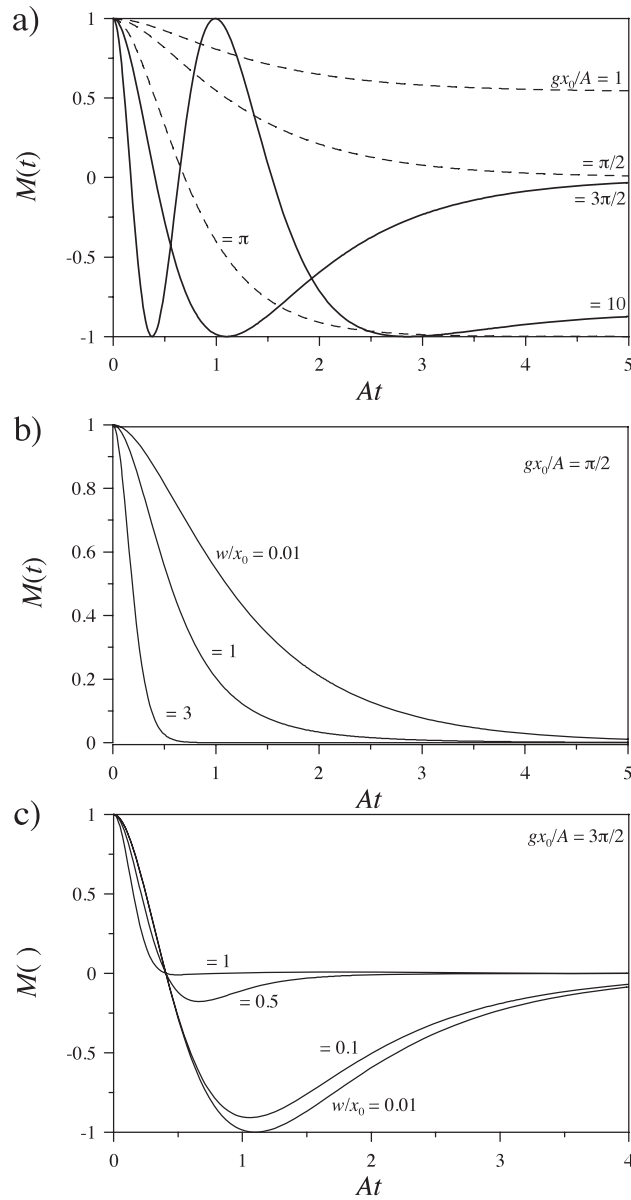 a)
1
0.5
0
-0.5
-1
M(t)
gx₀/A = 1
= π/2
= 3π/2
= π
= 10
0 1 2 3 4 5
At
b)
1
0.8
0.6
0.4
0.2
0
M(t)
gx₀/A = π/2
w/x₀ = 0.01
= 1
= 3
0 1 2 3 4 5
At
c)
1
0.5
0
-0.5
-1
M( )
gx₀/A = 3π/2
= 1
= 0.5
= 0.1
w/x₀ = 0.01
0 1 2 3 4
At